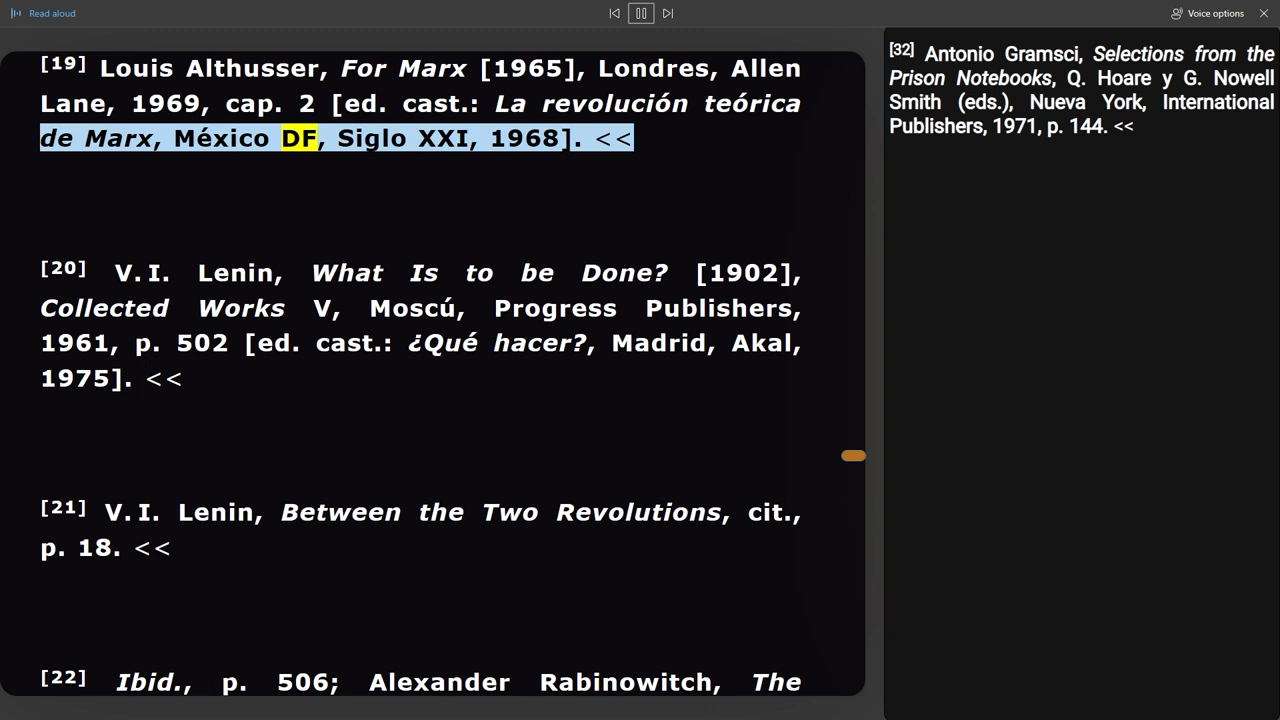 Read aloud
Voice options
[19] Louis Althusser, For Marx [1965], Londres, Allen
Lane, 1969, cap. 2 [ed. cast.: La revolución teórica
de Marx, México DF, Siglo XXI, 1968]. <<
[20] V. I. Lenin, What Is to be Done? [1902],
Collected Works V, Moscú, Progress Publishers,
1961, p. 502 [ed. cast.: ¿Qué hacer?, Madrid, Akal,
1975]. <<
[21] V. I. Lenin, Between the Two Revolutions, cit.,
p. 18. <<
[22] Ibid., p. 506; Alexander Rabinowitch, The
[32] Antonio Gramsci, Selections from the
Prison Notebooks, Q. Hoare y G. Nowell
Smith (eds.), Nueva York, International
Publishers, 1971, p. 144. <<